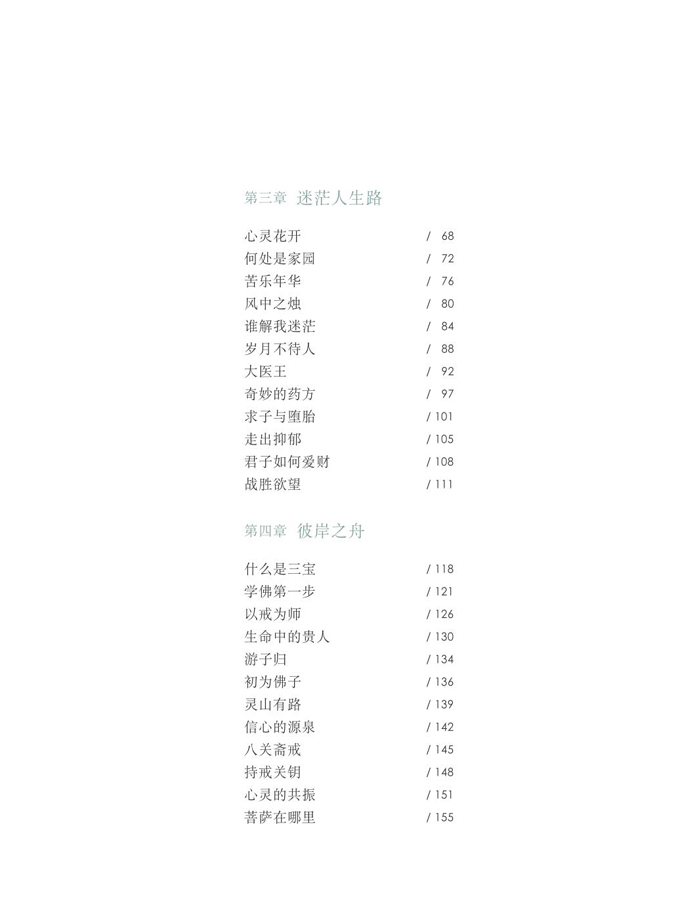 第三章 迷茫人生路
心灵花开 / 68
何处是家园 / 72
苦乐年华 / 76
风中之烛 / 80
谁解我迷茫 / 84
岁月不待人 / 88
大医王 / 92
奇妙的药方 / 97
求子与堕胎 / 101
走出抑郁 / 105
君子如何爱财 / 108
战胜欲望 / 111
第四章 彼岸之舟
什么是三宝 / 118
学佛第一步 / 121
以戒为师 / 126
生命中的贵人 / 130
游子归 / 134
初为佛子 / 136
灵山有路 / 139
信心的源泉 / 142
八关斋戒 / 145
持戒关钥 / 148
心灵的共振 / 151
菩萨在哪里 / 155